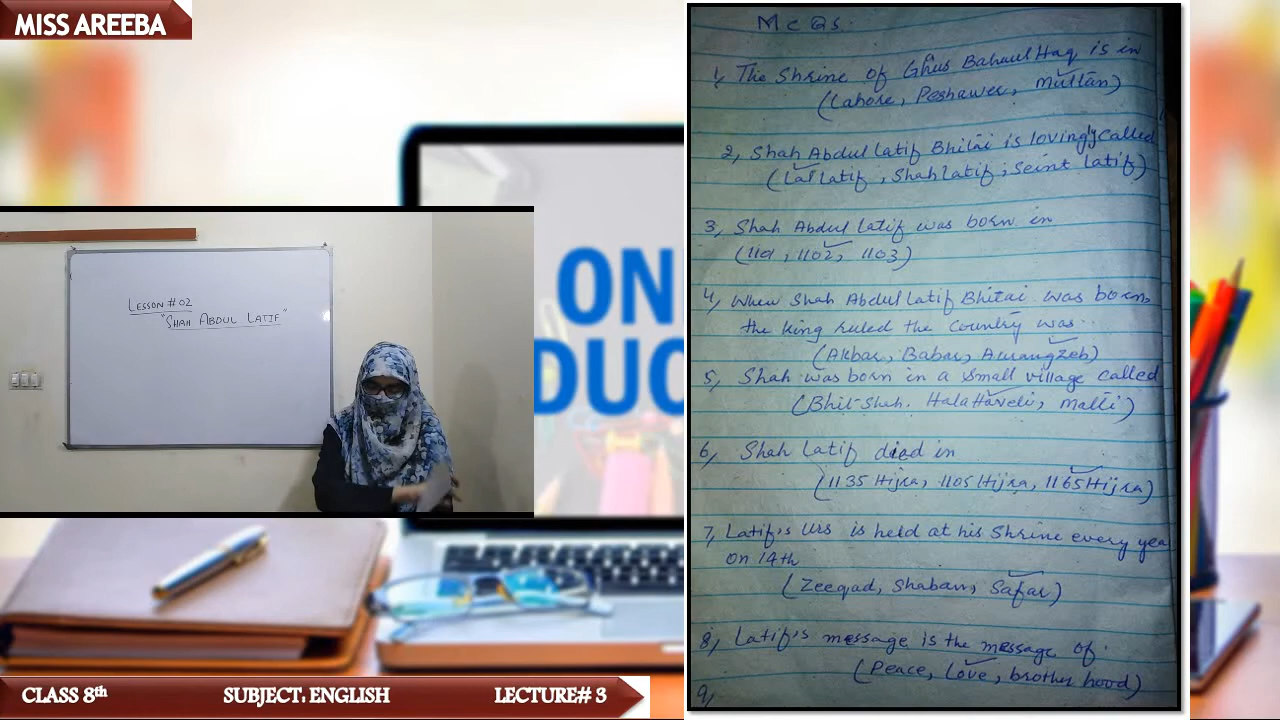 MISS AREEBA
LESSON # 02
"SHAH ABDUL LATIF"
ON
DUC
CLASS 8th SUBJECT: ENGLISH LECTURE# 3
McQs.
1, The Shrine of Ghus Bahaul Haq is in
(Lahore, Peshawer, Multan)
2, Shah Abdul Latif Bhitai is loving'y called
(Lal Latif, Shah Latif, Seint Latif)
3, Shah Abdul Latif was born in
(1101, 1102, 1103)
4, When Shah Abdul Latif Bhitai was born,
the king ruled the country was..
(Akbar, Babar, Aurangzeb)
5, Shah was born in a small village called
(Bhit-Shah. Hala Haveli, Malli)
6, Shah Latif died in
(1135 Hijra, 1105 Hijra, 1165 Hijra)
7, Latif's Urs is held at his Shrine every yea
on 14th
(Zeeqad, Shaban, Safar)
8, Latif's message is the message of.
(Peace, Love, brother hood)
9,